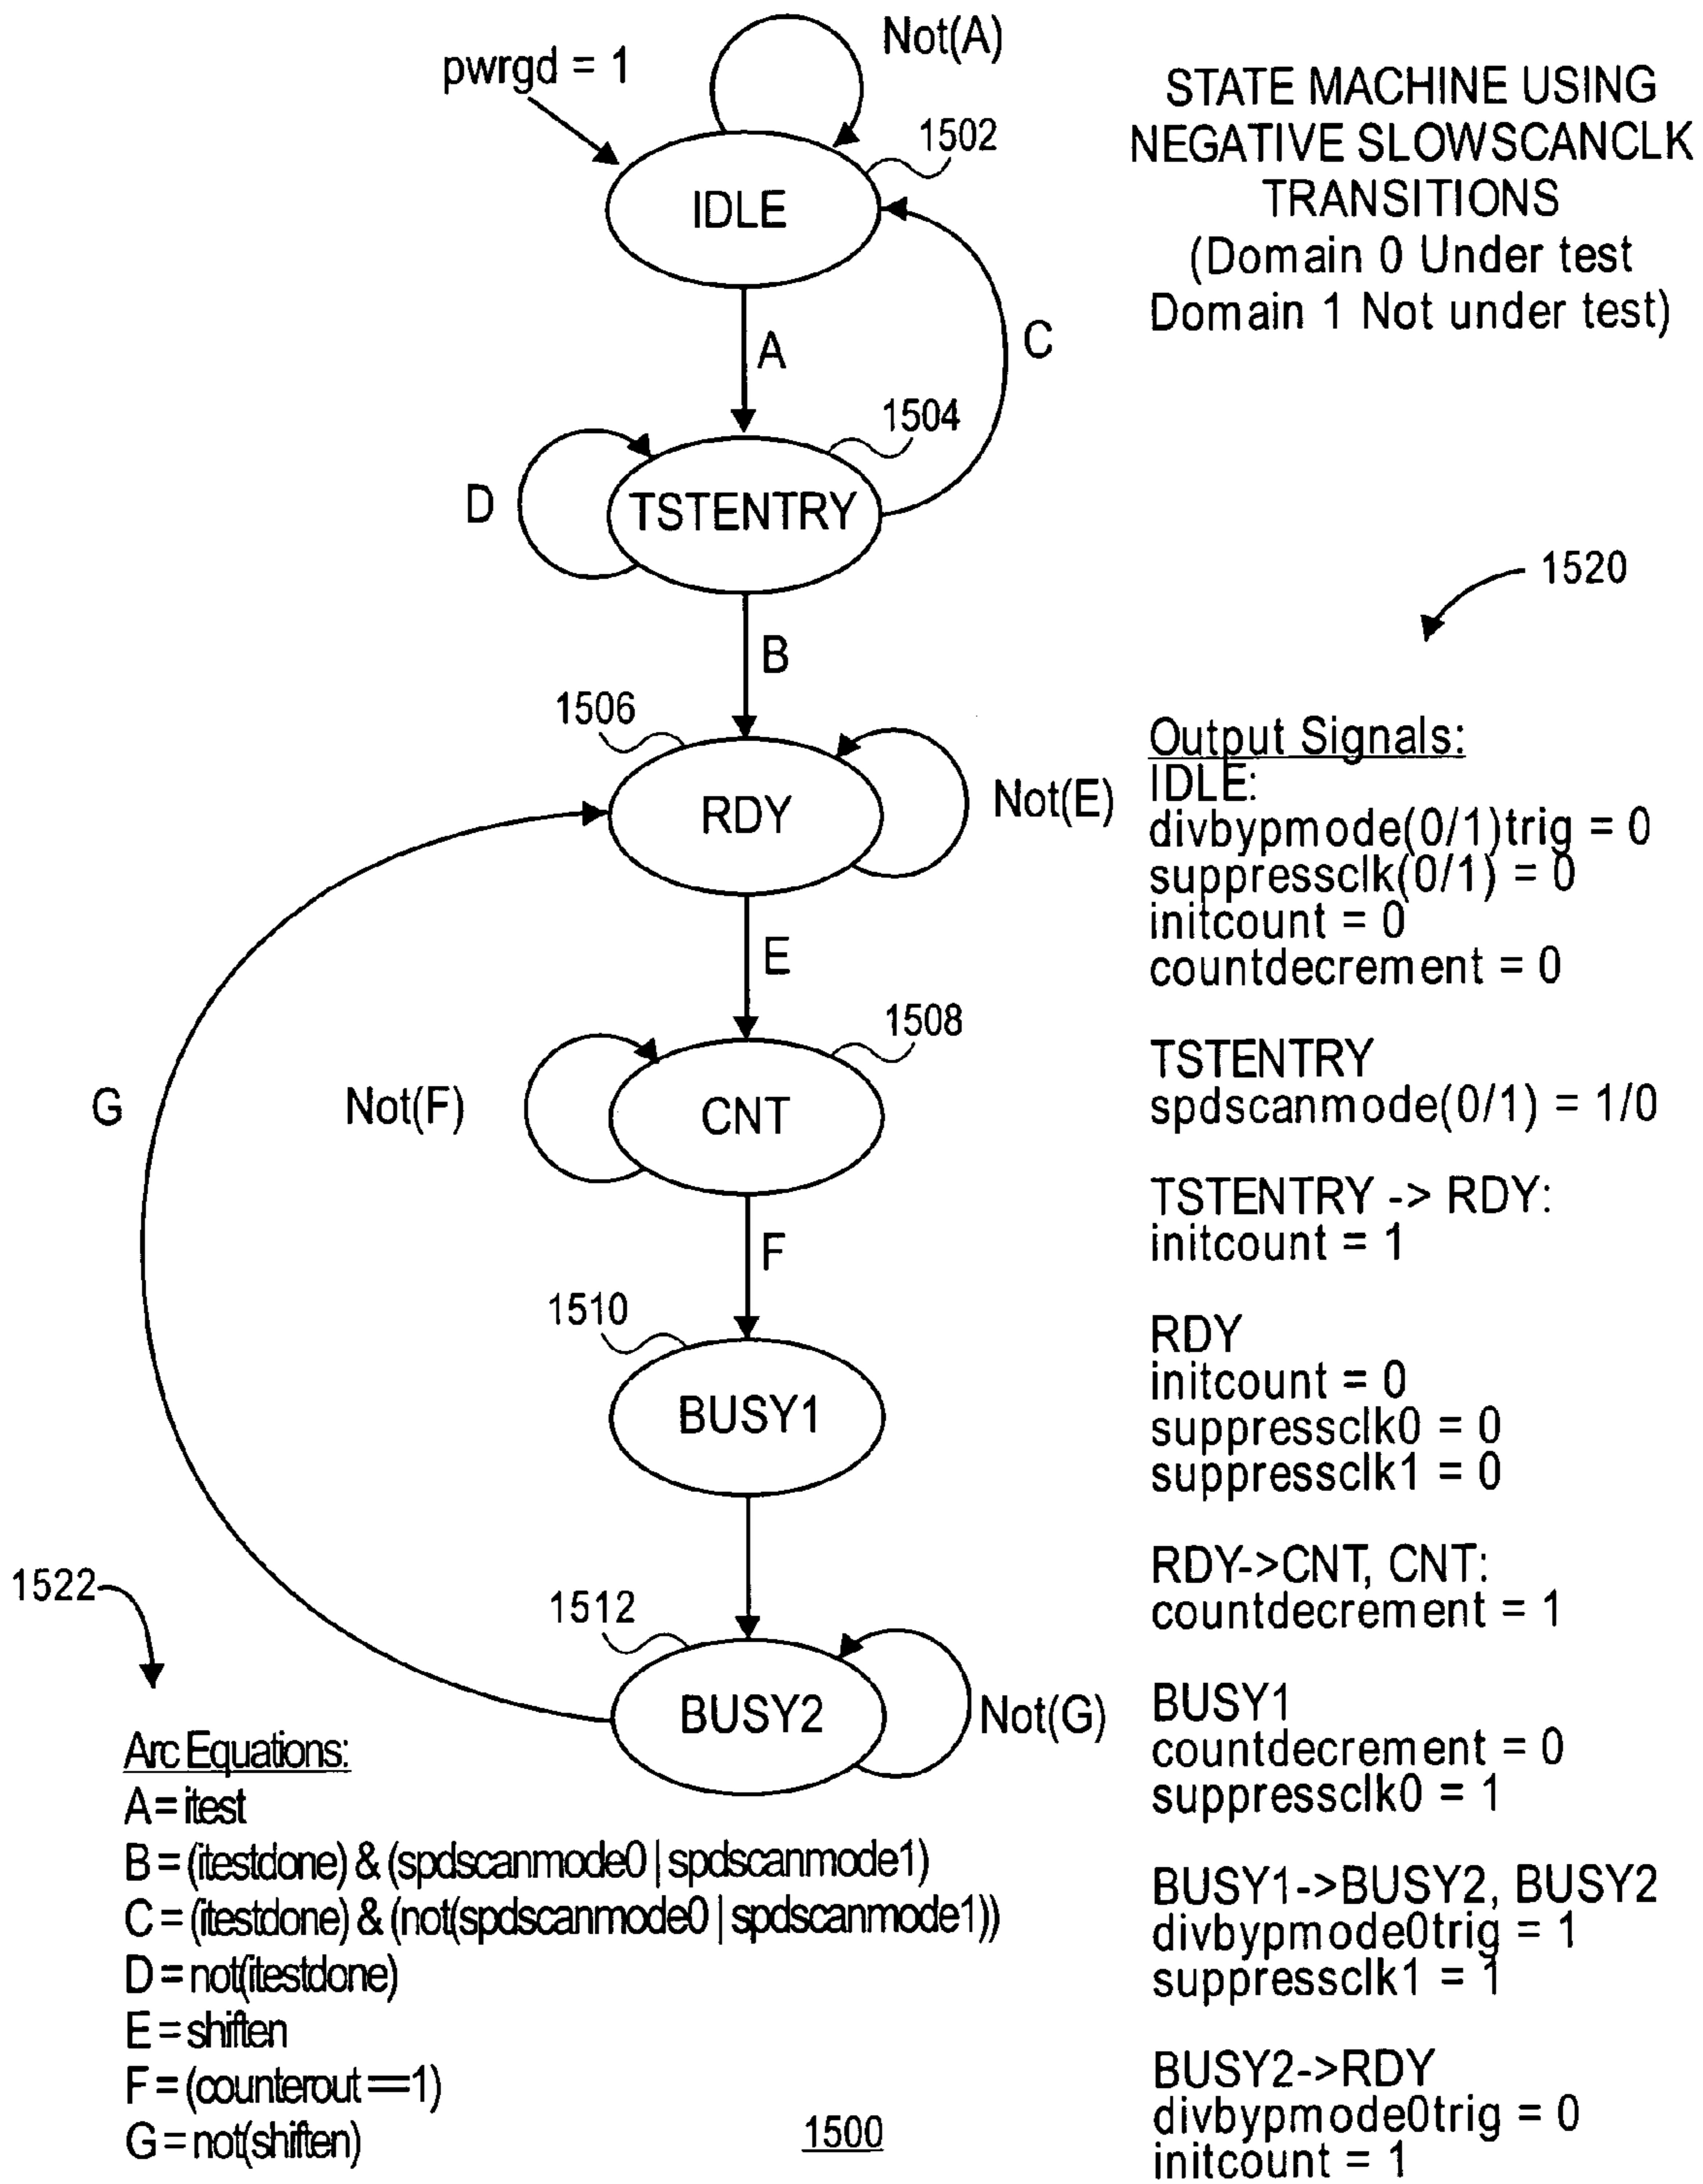 Not(A)
pwrgd = 1
STATE MACHINE USING
NEGATIVE SLOWSCANCLK
TRANSITIONS
(Domain 0 Under test
Domain 1 Not under test)
1502
IDLE
A
C
1504
D
TSTENTRY
1520
B
1506
RDY
Not(E)
E
1508
G
Not(F)
CNT
F
1510
BUSY1
1522
1512
BUSY2
Not(G)
Output Signals:
IDLE:
divbypmode(0/1)trig = 0
suppressclk(0/1) = 0
initcount = 0
countdecrement = 0
TSTENTRY
spdscanmode(0/1) = 1/0
TSTENTRY -> RDY:
initcount = 1
RDY
initcount = 0
suppressclk0 = 0
suppressclk1 = 0
RDY->CNT, CNT:
countdecrement = 1
BUSY1
countdecrement = 0
suppressclk0 = 1
BUSY1->BUSY2, BUSY2
divbypmode0trig = 1
suppressclk1 = 1
BUSY2->RDY
divbypmode0trig = 0
initcount = 1
Arc Equations:
A = itest
B = (itestdone) & (spdscanmode0 | spdscanmode1)
C = (itestdone) & (not(spdscanmode0 | spdscanmode1))
D = not(itestdone)
E = shiften
F = (counterout == 1)
G = not(shiften)
1500